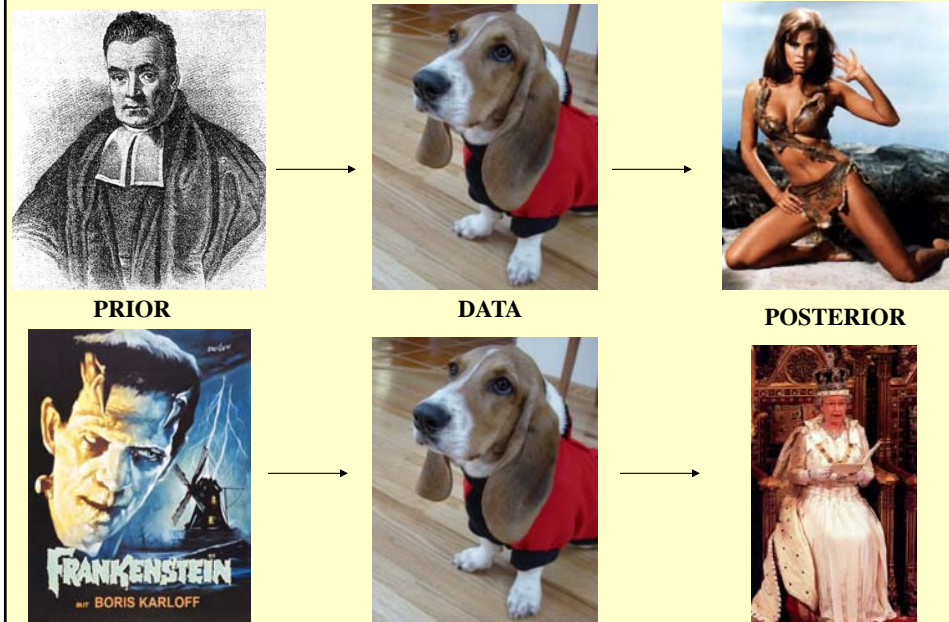 PRIOR
DATA
POSTERIOR
FRANKENSTEIN
MIT BORIS KARLOFF